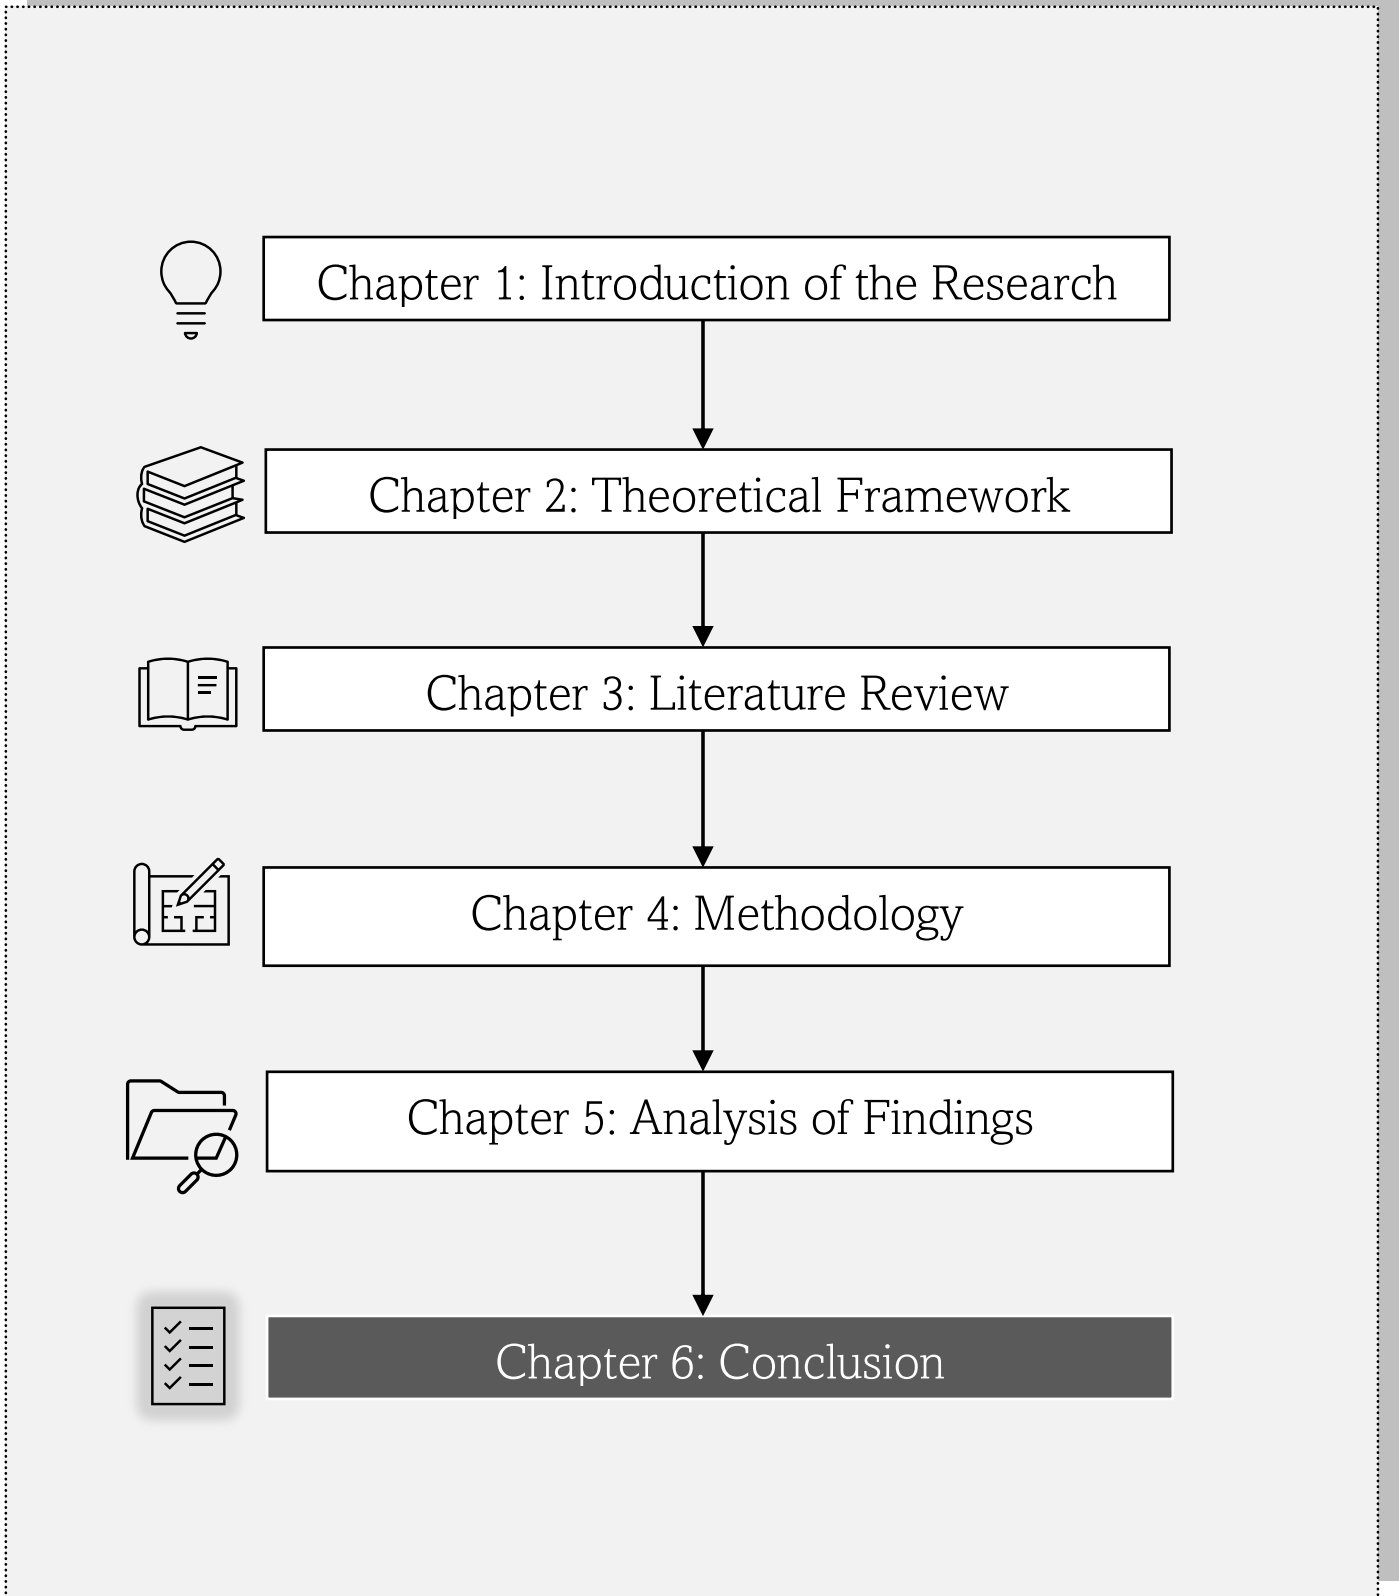 Chapter 1: Introduction of the Research
Chapter 2: Theoretical Framework
Chapter 3: Literature Review
Chapter 4: Methodology
Chapter 5: Analysis of Findings
Chapter 6: Conclusion